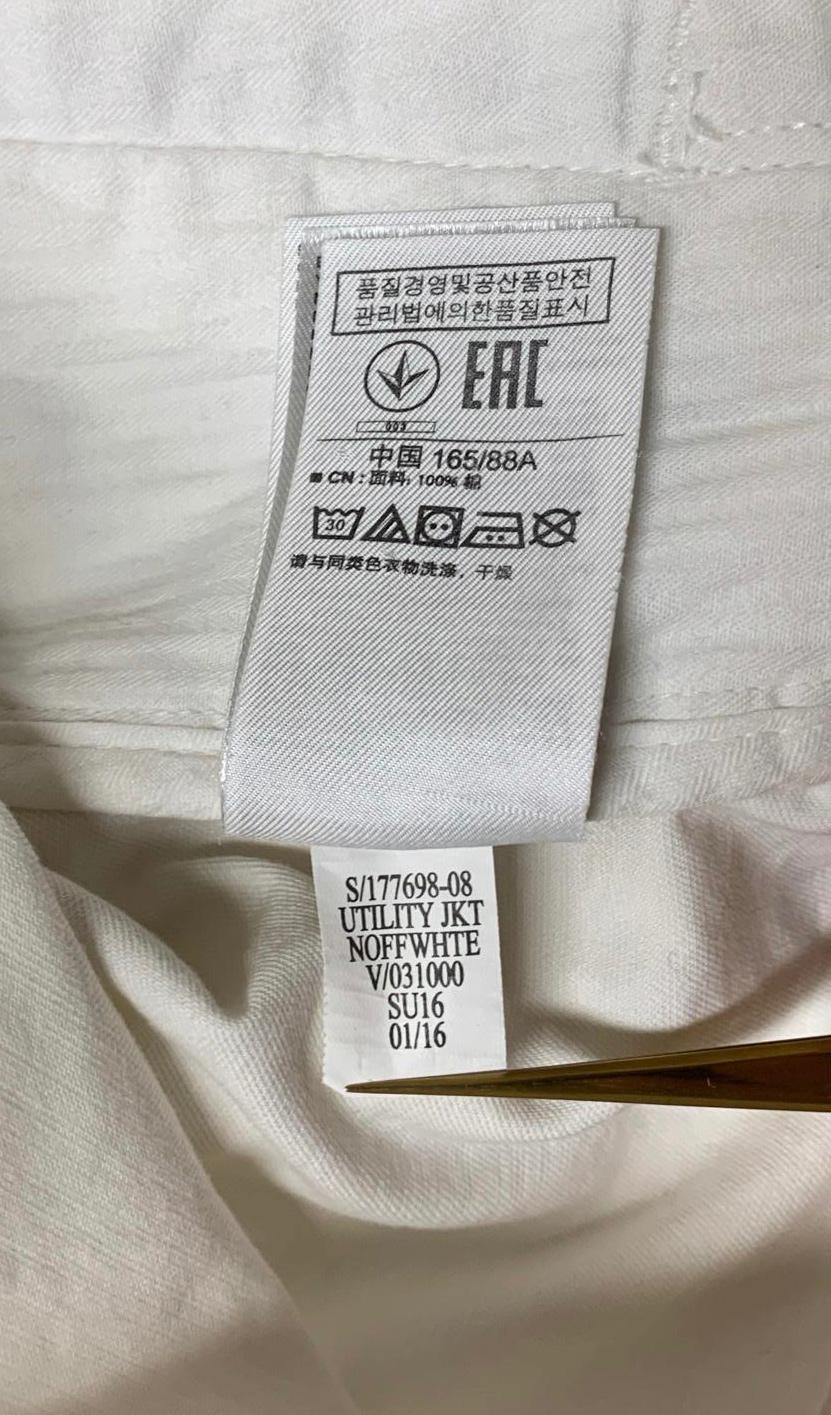 품질경영및공산품안전
관리법에의한품질표시
EAC
003
中国 165/88A
CN : 面料: 100% 棉
30
请与同类色衣物洗涤. 干燥
S/177698-08
UTILITY JKT
NOFFWHTE
V/031000
SU16
01/16